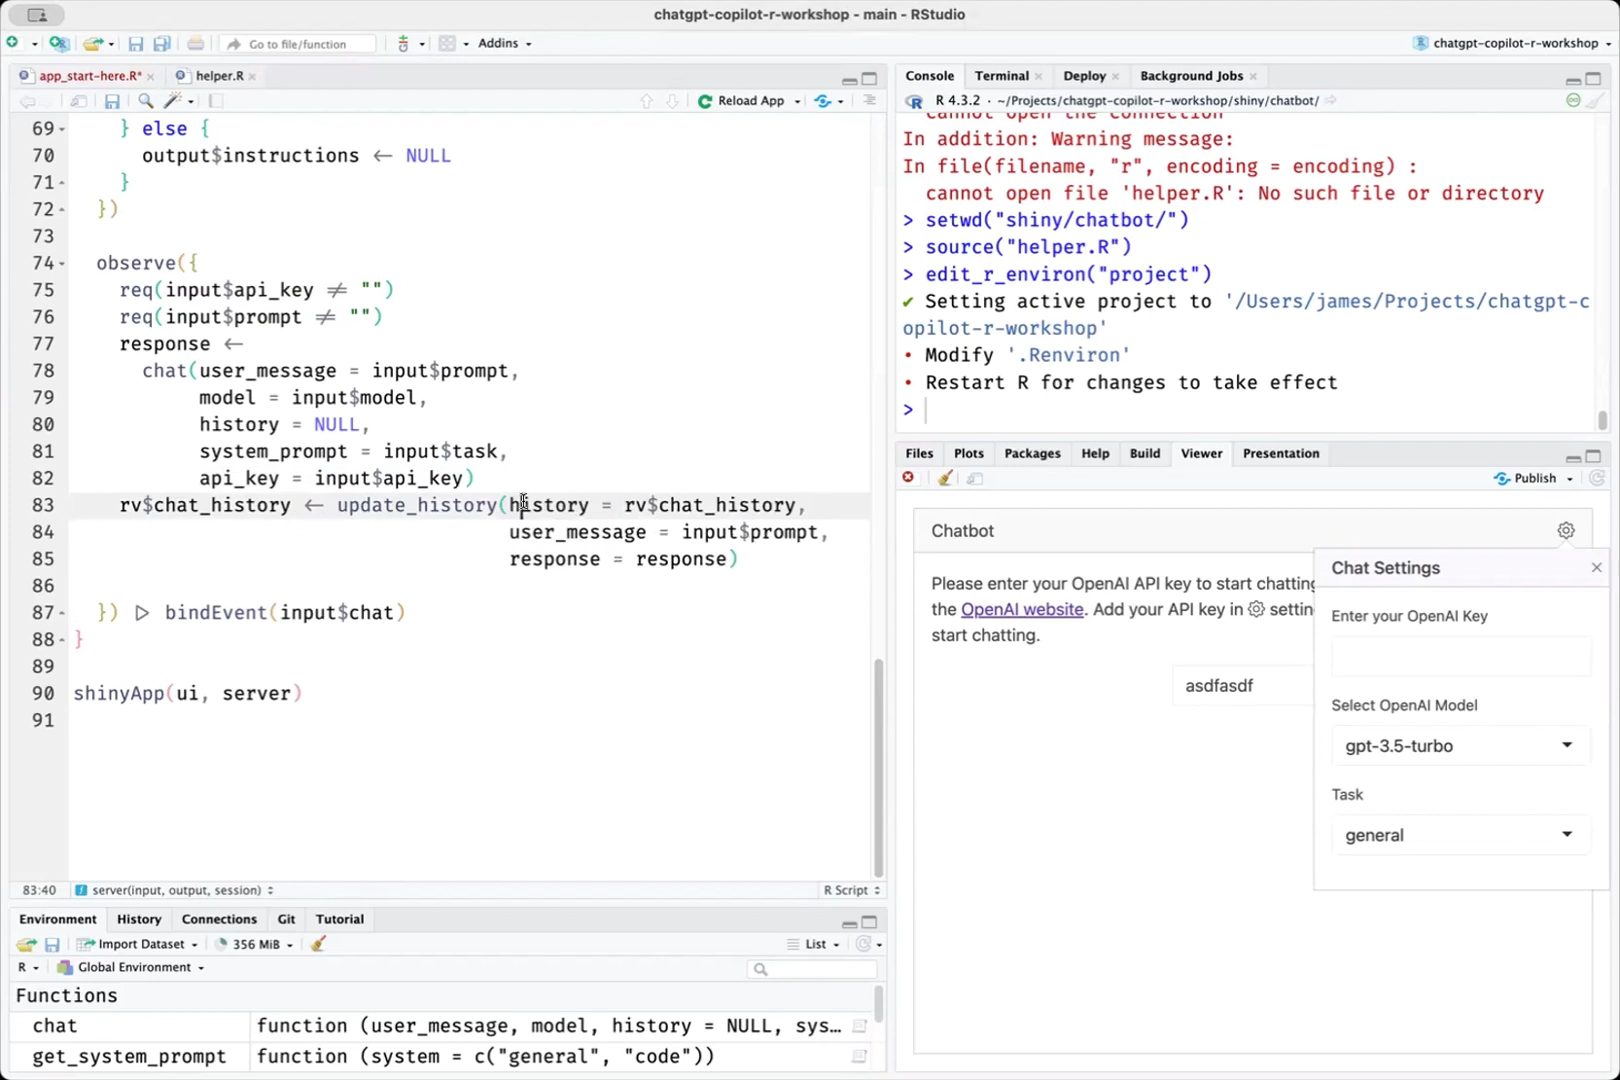 chatgpt-copilot-r-workshop - main - RStudio
Go to file/function
Addins
chatgpt-copilot-r-workshop
app_start-here.R*
helper.R
Reload App
69 } else {
70 output$instructions ← NULL
71 }
72 })
73
74 observe({
75 req(input$api_key ≠ "")
76 req(input$prompt ≠ "")
77 response ←
78 chat(user_message = input$prompt,
79 model = input$model,
80 history = NULL,
81 system_prompt = input$task,
82 api_key = input$api_key)
83 rv$chat_history ← update_history(history = rv$chat_history,
84 user_message = input$prompt,
85 response = response)
86
87 }) ▷ bindEvent(input$chat)
88 }
89
90 shinyApp(ui, server)
91
83:40 server(input, output, session)
R Script
Environment History Connections Git Tutorial
Import Dataset
356 MiB
List
R
Global Environment
Functions
chat function (user_message, model, history = NULL, sys…
get_system_prompt function (system = c("general", "code"))
Console Terminal Deploy Background Jobs
R 4.3.2 · ~/Projects/chatgpt-copilot-r-workshop/shiny/chatbot/
cannot open the connection
In addition: Warning message:
In file(filename, "r", encoding = encoding) :
cannot open file 'helper.R': No such file or directory
> setwd("shiny/chatbot/")
> source("helper.R")
> edit_r_environ("project")
✔ Setting active project to '/Users/james/Projects/chatgpt-c
opilot-r-workshop'
• Modify '.Renviron'
• Restart R for changes to take effect
>
Files Plots Packages Help Build Viewer Presentation
Publish
Chatbot
Please enter your OpenAI API key to start chatting
the OpenAI website. Add your API key in settin
start chatting.
asdfasdf
Chat Settings
Enter your OpenAI Key
Select OpenAI Model
gpt-3.5-turbo
Task
general